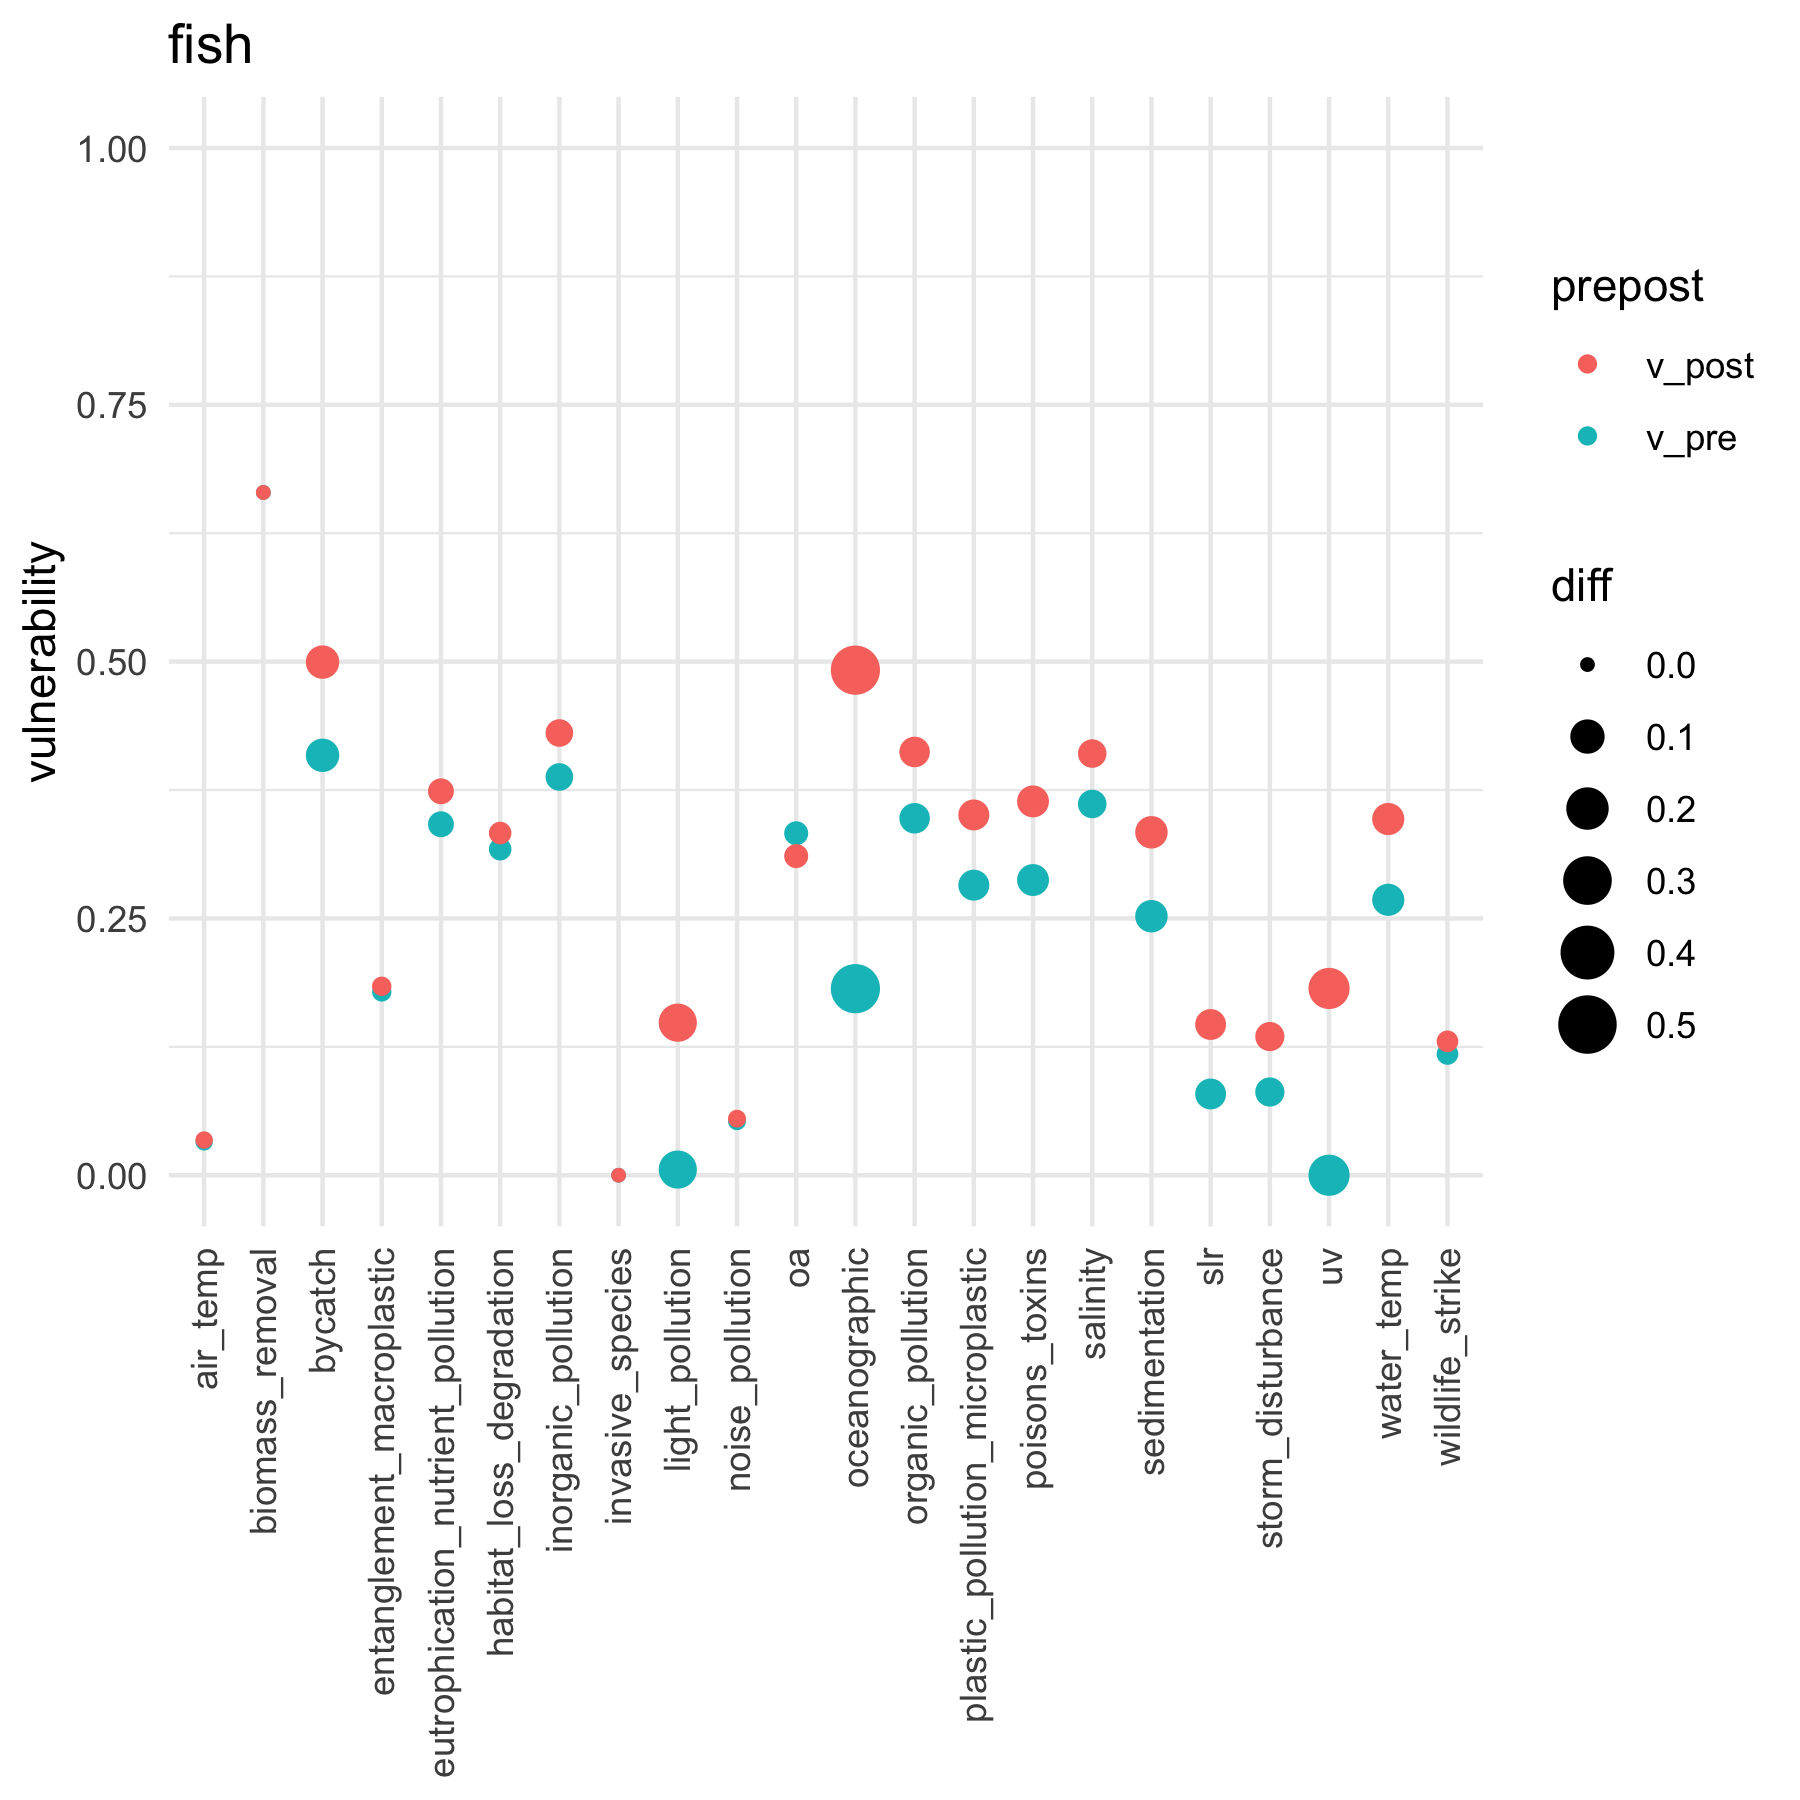 fish
vulnerability
1.00
0.75
0.50
0.25
0.00
air_temp
biomass_removal
bycatch
entanglement_macroplastic
eutrophication_nutrient_pollution
habitat_loss_degradation
inorganic_pollution
invasive_species
light_pollution
noise_pollution
oa
oceanographic
organic_pollution
plastic_pollution_microplastic
poisons_toxins
salinity
sedimentation
slr
storm_disturbance
uv
water_temp
wildlife_strike
prepost
v_post
v_pre
diff
0.0
0.1
0.2
0.3
0.4
0.5